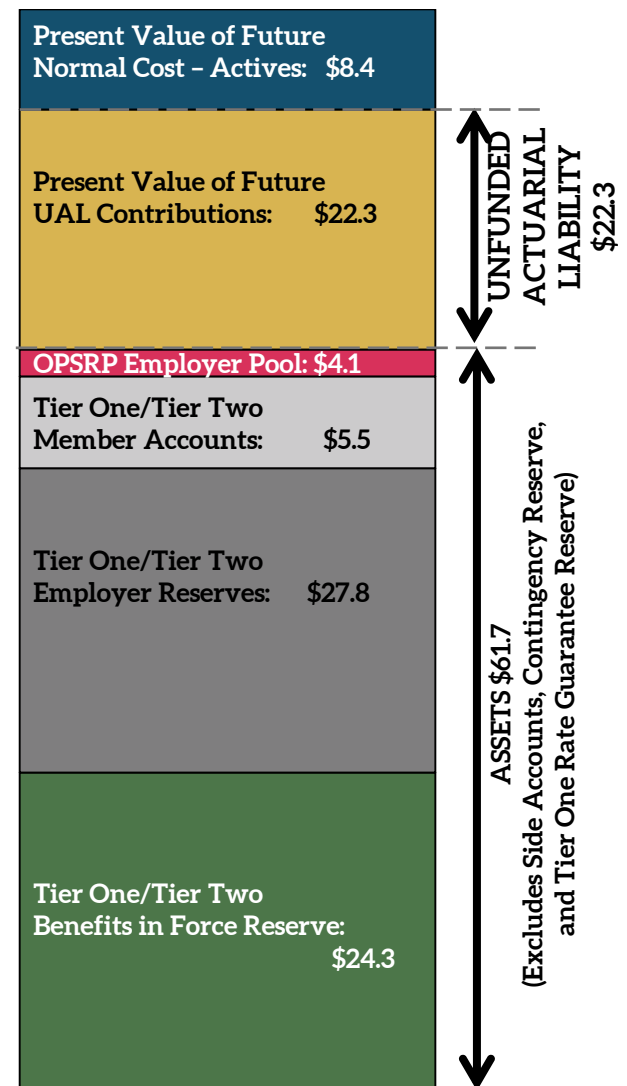 Present Value of Future
Normal Cost – Actives: $8.4
Present Value of Future
UAL Contributions: $22.3
UNFUNDED
ACTUARIAL
LIABILITY
$22.3
OPSRP Employer Pool: $4.1
Tier One/Tier Two
Member Accounts: $5.5
Tier One/Tier Two
Employer Reserves: $27.8
ASSETS $61.7
(Excludes Side Accounts, Contingency Reserve,
and Tier One Rate Guarantee Reserve)
Tier One/Tier Two
Benefits in Force Reserve:
$24.3